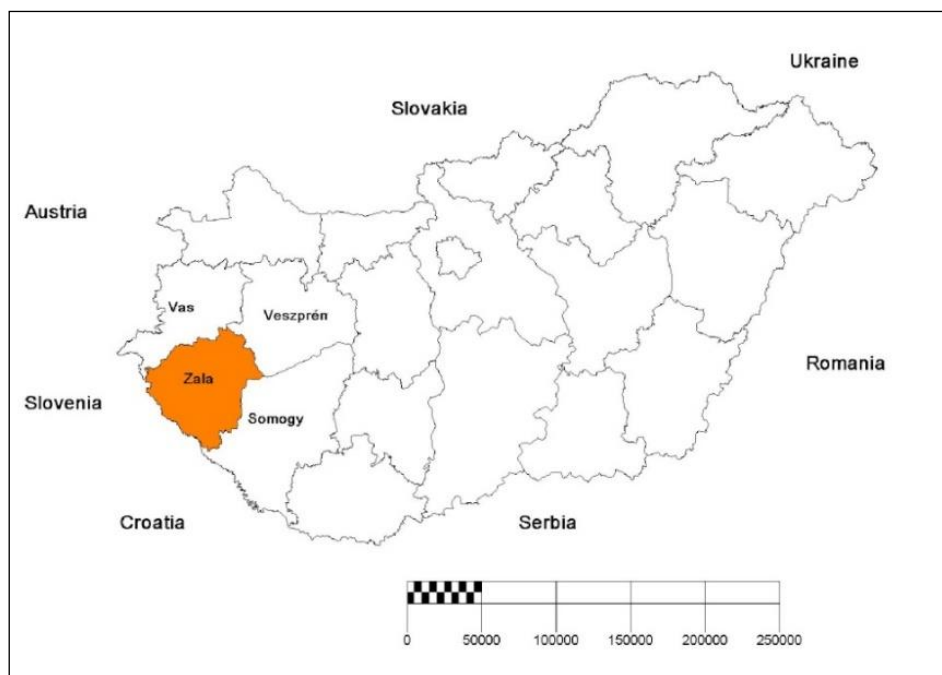 Ukraine
Slovakia
Austria
Vas
Veszprém
Zala
Romania
Slovenia
Somogy
Croatia
Serbia
0 50000 100000 150000 200000 250000